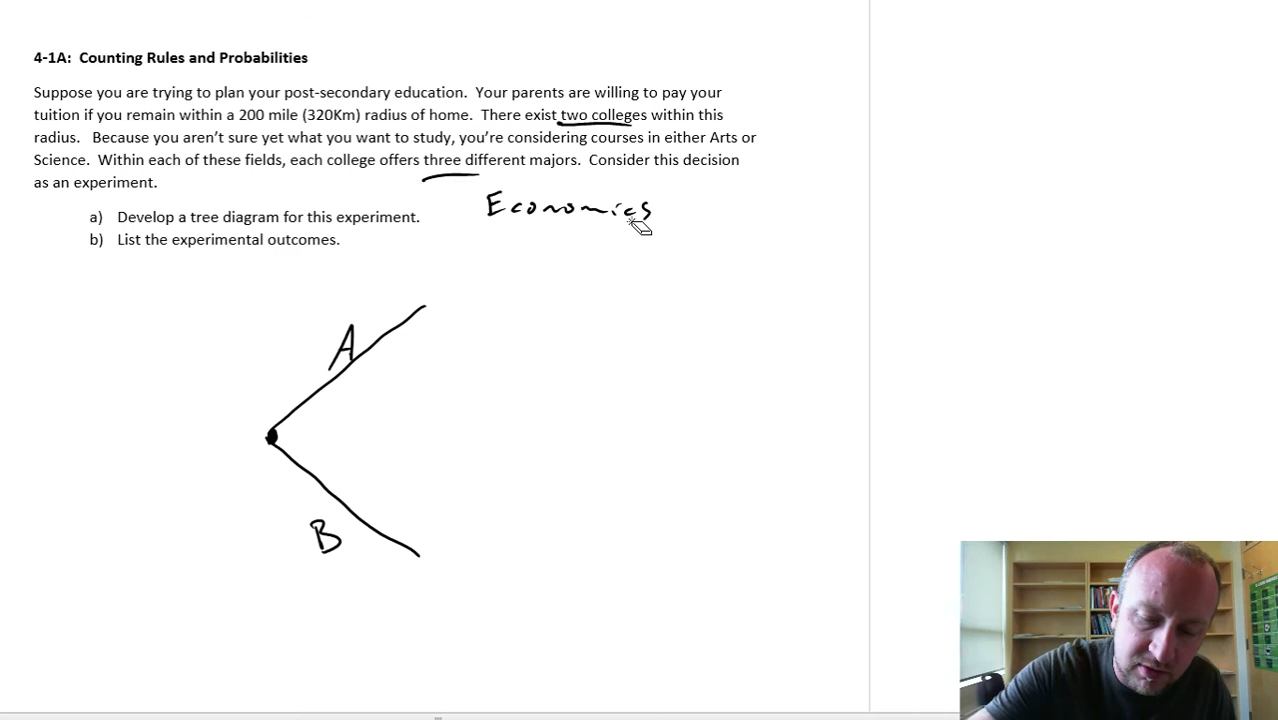 4-1A: Counting Rules and Probabilities
Suppose you are trying to plan your post-secondary education. Your parents are willing to pay your
tuition if you remain within a 200 mile (320Km) radius of home. There exist two colleges within this
radius. Because you aren't sure yet what you want to study, you're considering courses in either Arts or
Science. Within each of these fields, each college offers three different majors. Consider this decision
as an experiment.
Economics
a) Develop a tree diagram for this experiment.
b) List the experimental outcomes.
A
B